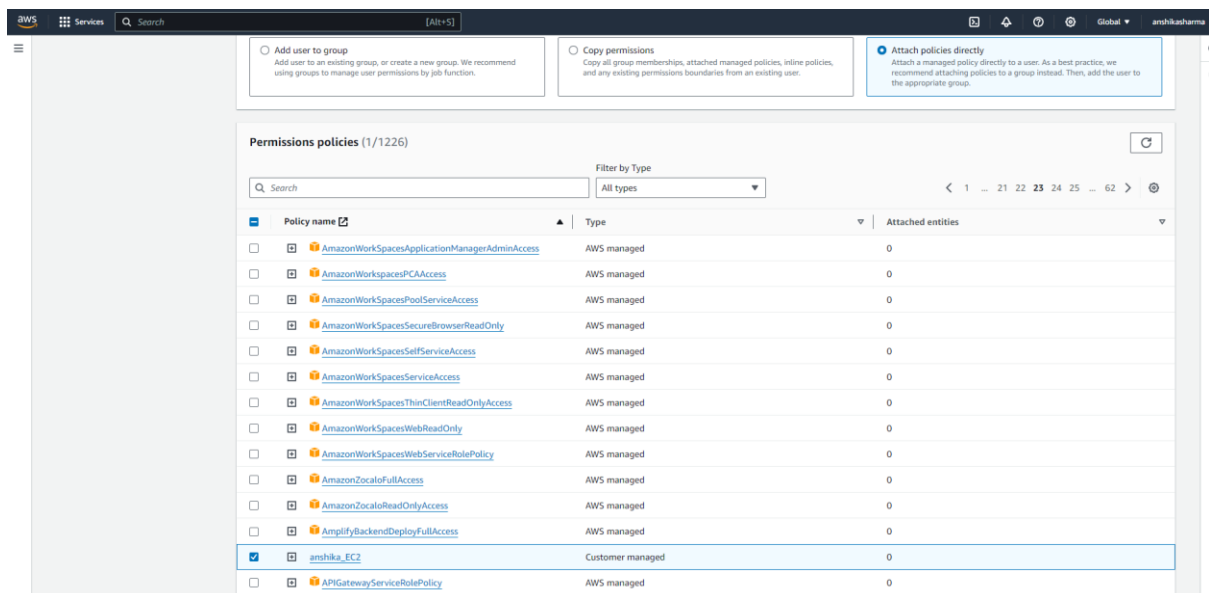 aws Services Search [Alt+S] Global anshikasharma
Add user to group
Add user to an existing group, or create a new group. We recommend
using groups to manage user permissions by job function.
Copy permissions
Copy all group memberships, attached managed policies, inline policies,
and any existing permissions boundaries from an existing user.
Attach policies directly
Attach a managed policy directly to a user. As a best practice, we
recommend attaching policies to a group instead. Then, add the user to
the appropriate group.
Permissions policies (1/1226)
Filter by Type
Search All types 1 ... 21 22 23 24 25 ... 62
Policy name Type Attached entities
AmazonWorkSpacesApplicationManagerAdminAccess AWS managed 0
AmazonWorkspacesPCAAccess AWS managed 0
AmazonWorkSpacesPoolServiceAccess AWS managed 0
AmazonWorkSpacesSecureBrowserReadOnly AWS managed 0
AmazonWorkSpacesSelfServiceAccess AWS managed 0
AmazonWorkSpacesServiceAccess AWS managed 0
AmazonWorkSpacesThinClientReadOnlyAccess AWS managed 0
AmazonWorkSpacesWebReadOnly AWS managed 0
AmazonWorkSpacesWebServiceRolePolicy AWS managed 0
AmazonZocaloFullAccess AWS managed 0
AmazonZocaloReadOnlyAccess AWS managed 0
AmplifyBackendDeployFullAccess AWS managed 0
anshika_EC2 Customer managed 0
APIGatewayServiceRolePolicy AWS managed 0